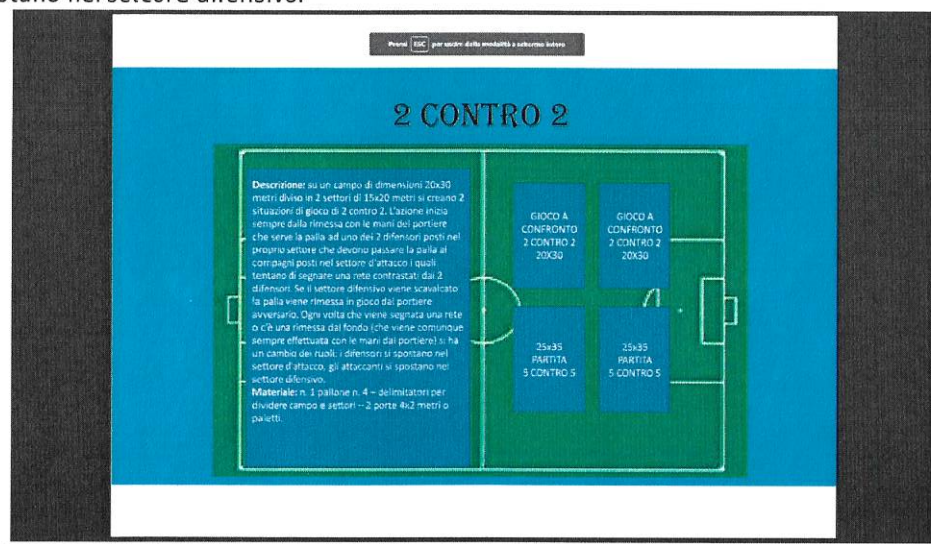 stano nel settore difensivo.
Premi ESC per uscire dalla modalità a schermo intero
2 CONTRO 2
Descrizione: su un campo di dimensioni 20x30
metri diviso in 2 settori di 15x20 metri si creano 2
situazioni di gioco di 2 contro 2. L'azione inizia
sempre dalla rimessa con le mani del portiere
che serve la palla ad uno dei 2 difensori posti nel
proprio settore che devono passare la palla ai
compagni posti nel settore d'attacco i quali
tentano di segnare una rete contrastati dai 2
difensori. Se il settore difensivo viene scavalcato
la palla viene rimessa in gioco dal portiere
avversario. Ogni volta che viene segnata una rete
o c'è una rimessa dal fondo (che viene comunque
sempre effettuata con le mani dal portiere) si ha
un cambio dei ruoli: i difensori si spostano nel
settore d'attacco, gli attaccanti si spostano nel
settore difensivo.
Materiale: n. 1 pallone n. 4 – delimitatori per
dividere campo e settori – 2 porte 4x2 metri o
paletti.
GIOCO A
CONFRONTO
2 CONTRO 2
20X30
GIOCO A
CONFRONTO
2 CONTRO 2
20X30
25x35
PARTITA
5 CONTRO 5
25x35
PARTITA
5 CONTRO 5